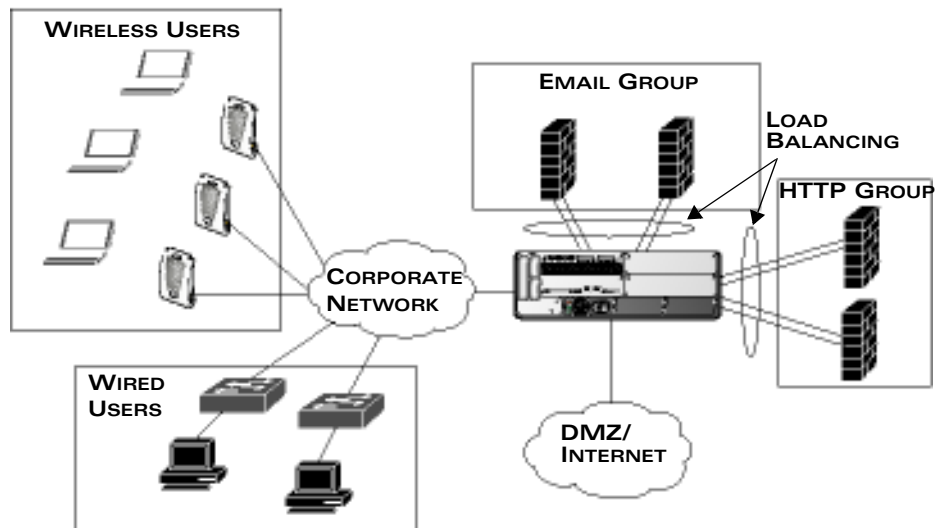 WIRELESS USERS
EMAIL GROUP
LOAD
BALANCING
HTTP GROUP
CORPORATE
NETWORK
WIRED
USERS
DMZ/
INTERNET